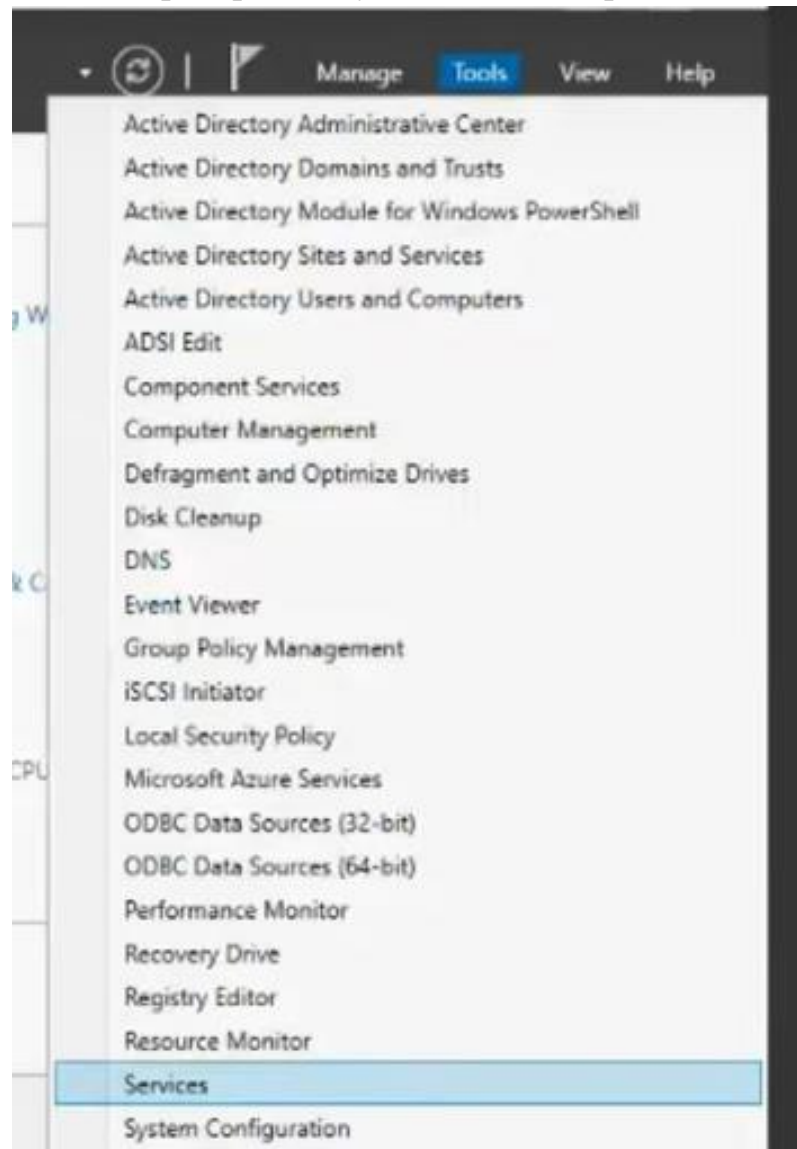 Manage Tools View Help
Active Directory Administrative Center
Active Directory Domains and Trusts
Active Directory Module for Windows PowerShell
Active Directory Sites and Services
Active Directory Users and Computers
g W
ADSI Edit
Component Services
Computer Management
Defragment and Optimize Drives
Disk Cleanup
DNS
& C
Event Viewer
Group Policy Management
iSCSI Initiator
Local Security Policy
CPU
Microsoft Azure Services
ODBC Data Sources (32-bit)
ODBC Data Sources (64-bit)
Performance Monitor
Recovery Drive
Registry Editor
Resource Monitor
Services
System Configuration